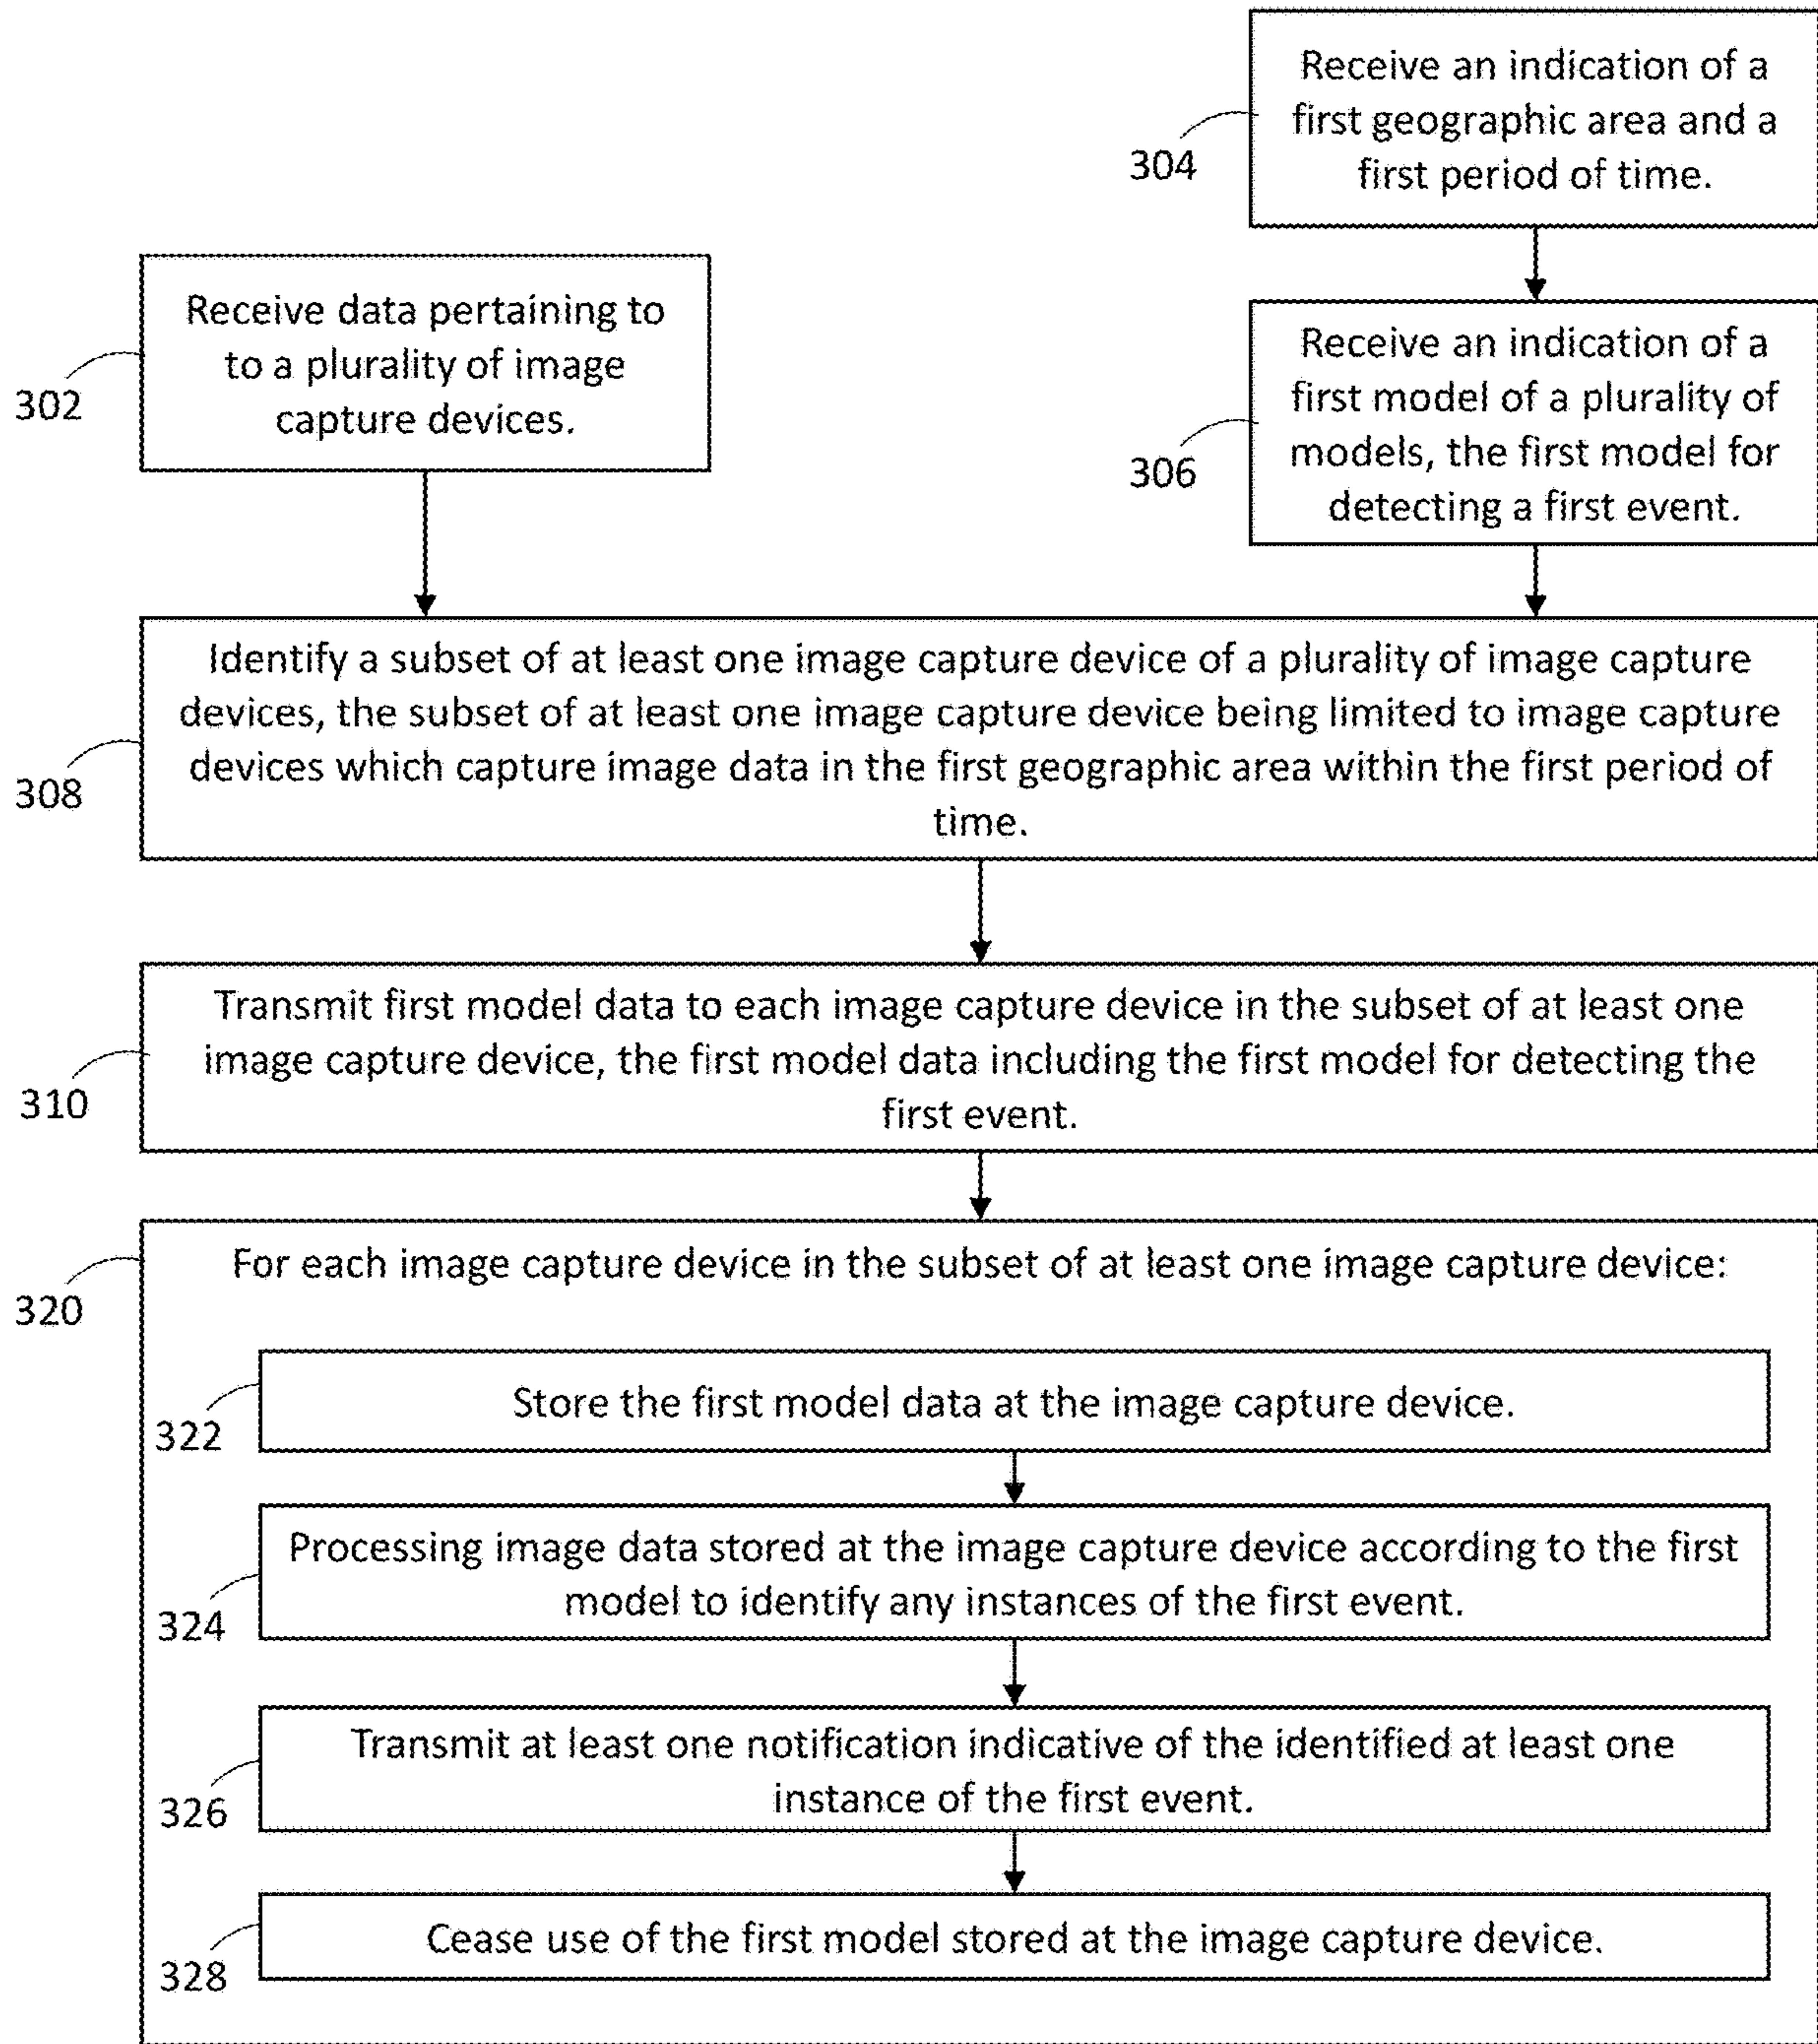 Receive an indication of a
first geographic area and a
first period of time.
304
Receive data pertaining to
to a plurality of image
capture devices.
302
Receive an indication of a
first model of a plurality of
models, the first model for
detecting a first event.
306
Identify a subset of at least one image capture device of a plurality of image capture
devices, the subset of at least one image capture device being limited to image capture
devices which capture image data in the first geographic area within the first period of
time.
308
Transmit first model data to each image capture device in the subset of at least one
image capture device, the first model data including the first model for detecting the
first event.
310
For each image capture device in the subset of at least one image capture device:
320
Store the first model data at the image capture device.
322
Processing image data stored at the image capture device according to the first
model to identify any instances of the first event.
324
Transmit at least one notification indicative of the identified at least one
instance of the first event.
326
Cease use of the first model stored at the image capture device.
328